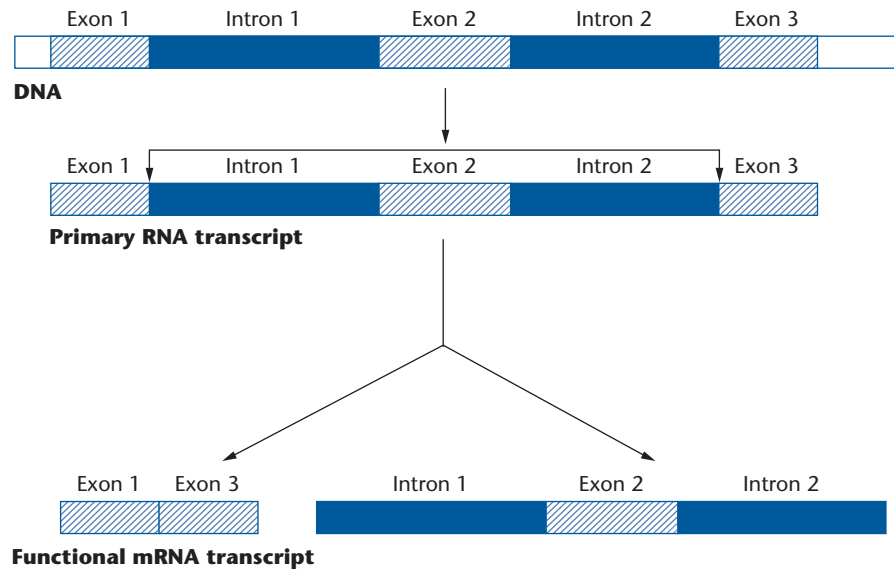 Exon 1 Intron 1 Exon 2 Intron 2 Exon 3
DNA
Exon 1 Intron 1 Exon 2 Intron 2 Exon 3
Primary RNA transcript
Exon 1 Exon 3 Intron 1 Exon 2 Intron 2
Functional mRNA transcript